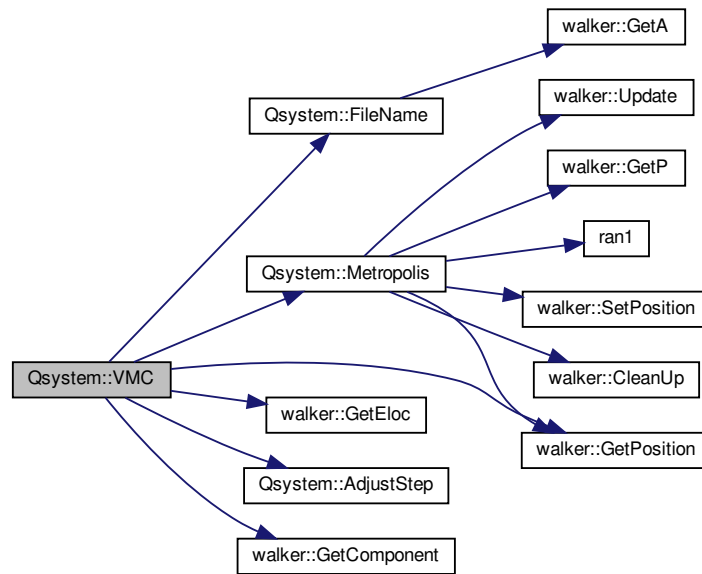 walker::GetA
walker::Update
Qsystem::FileName
walker::GetP
ran1
Qsystem::Metropolis
walker::SetPosition
walker::CleanUp
Qsystem::VMC
walker::GetEloc
walker::GetPosition
Qsystem::AdjustStep
walker::GetComponent